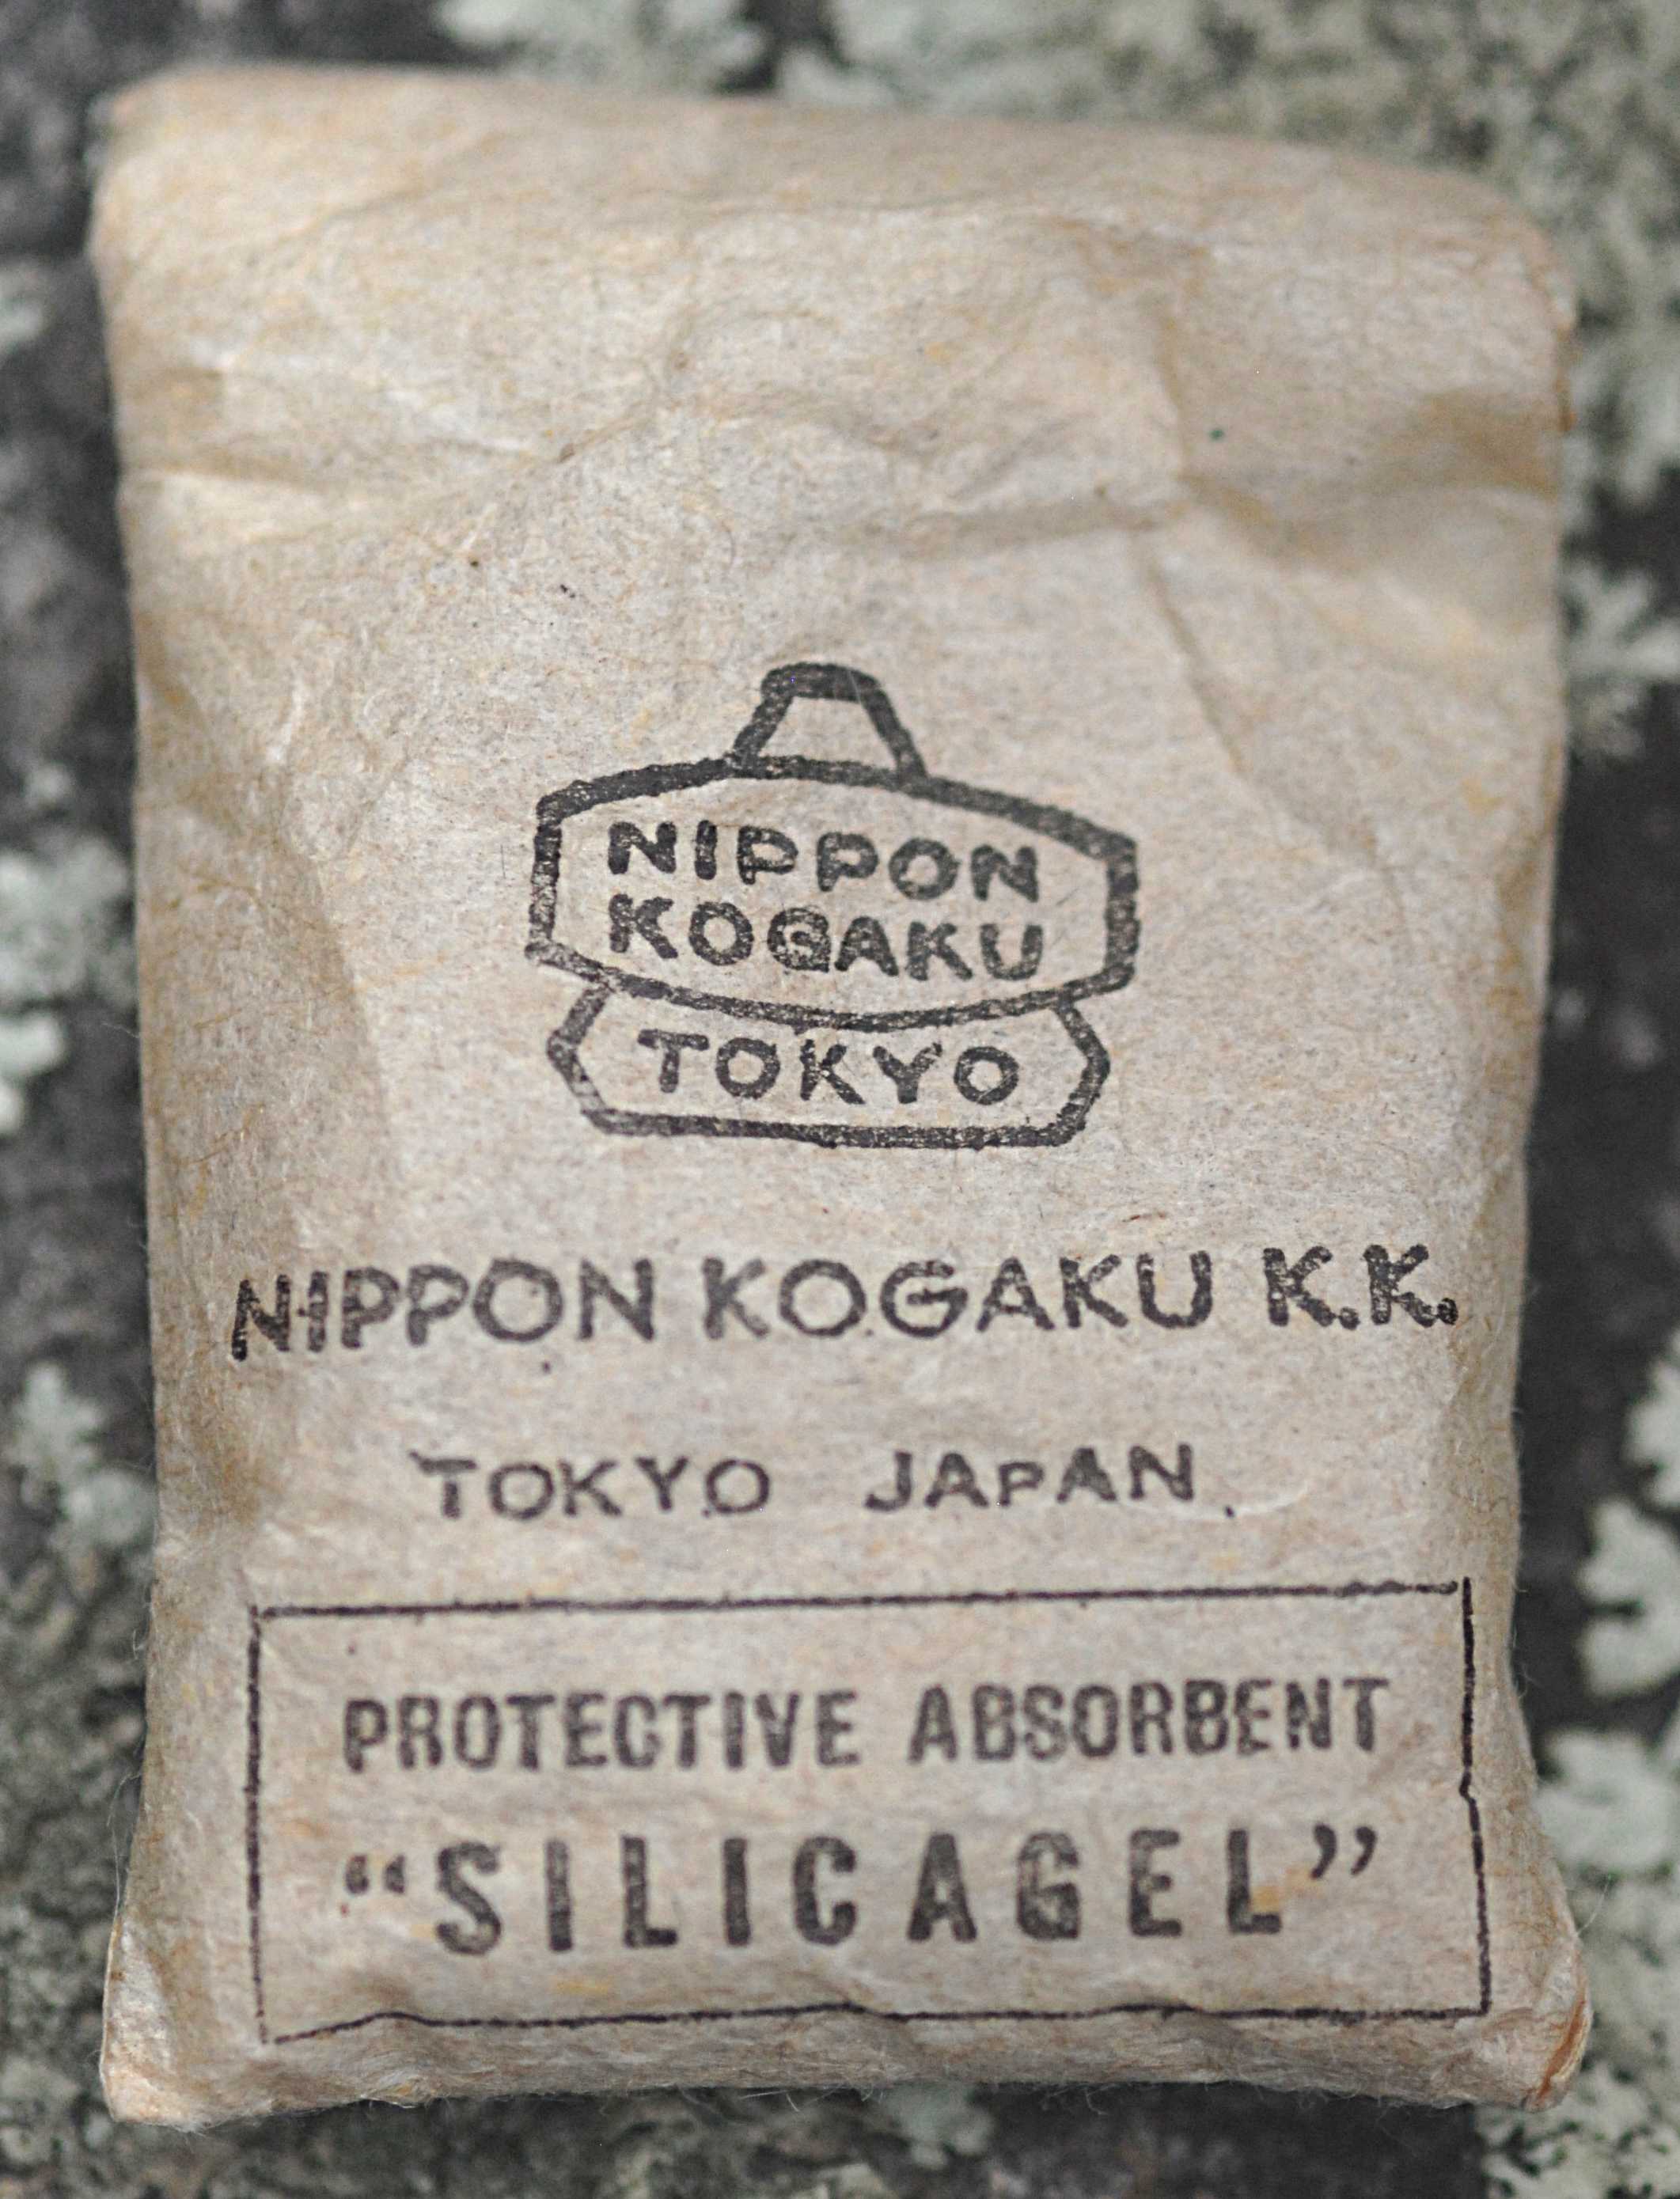 NIPPON
KOGAKU
TOKYO
NIPPON KOGAKU K.K.
TOKYO JAPAN.
PROTECTIVE ABSORBENT
“SILICAGEL”